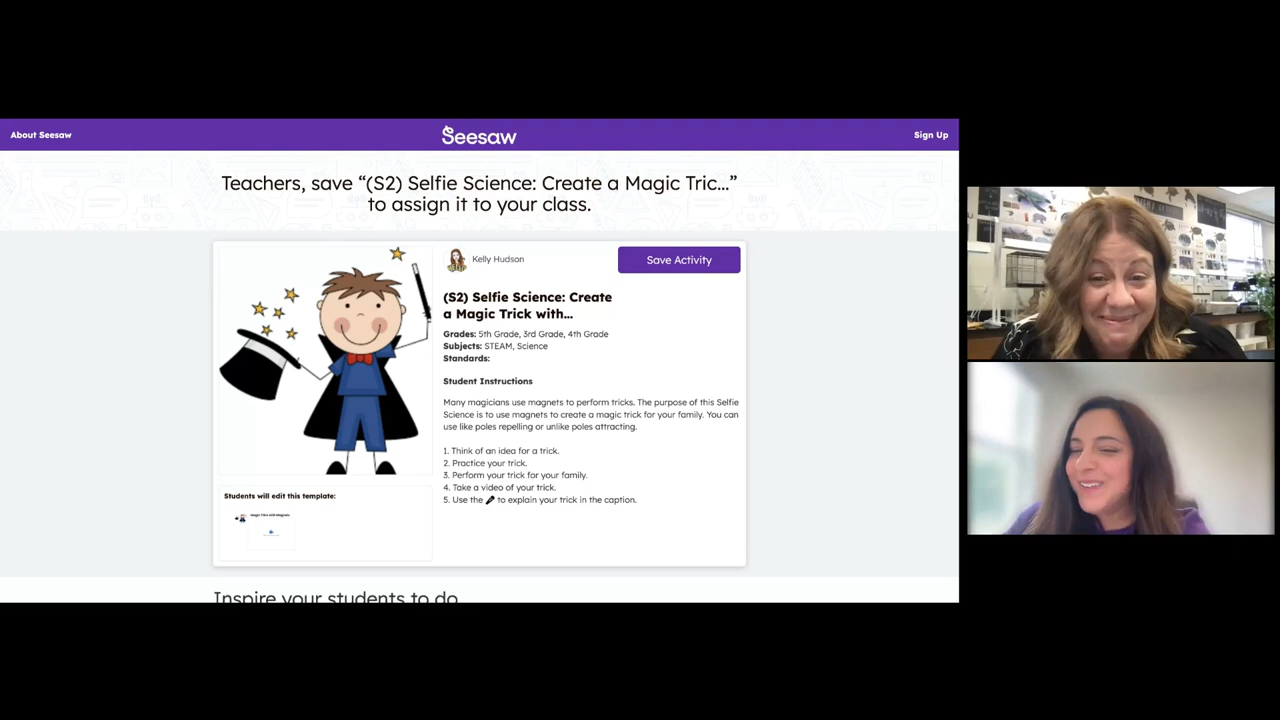 About Seesaw
Seesaw
Sign Up
Teachers, save “(S2) Selfie Science: Create a Magic Tric...”
to assign it to your class.
Kelly Hudson
Save Activity
(S2) Selfie Science: Create
a Magic Trick with...
Grades: 5th Grade, 3rd Grade, 4th Grade
Subjects: STEAM, Science
Standards:
Student Instructions
Many magicians use magnets to perform tricks. The purpose of this Selfie
Science is to use magnets to create a magic trick for your family. You can
use like poles repelling or unlike poles attracting.
1. Think of an idea for a trick.
2. Practice your trick.
3. Perform your trick for your family.
4. Take a video of your trick.
5. Use the 🎤 to explain your trick in the caption.
Students will edit this template:
Magic Trick with Magnets
Inspire your students to do